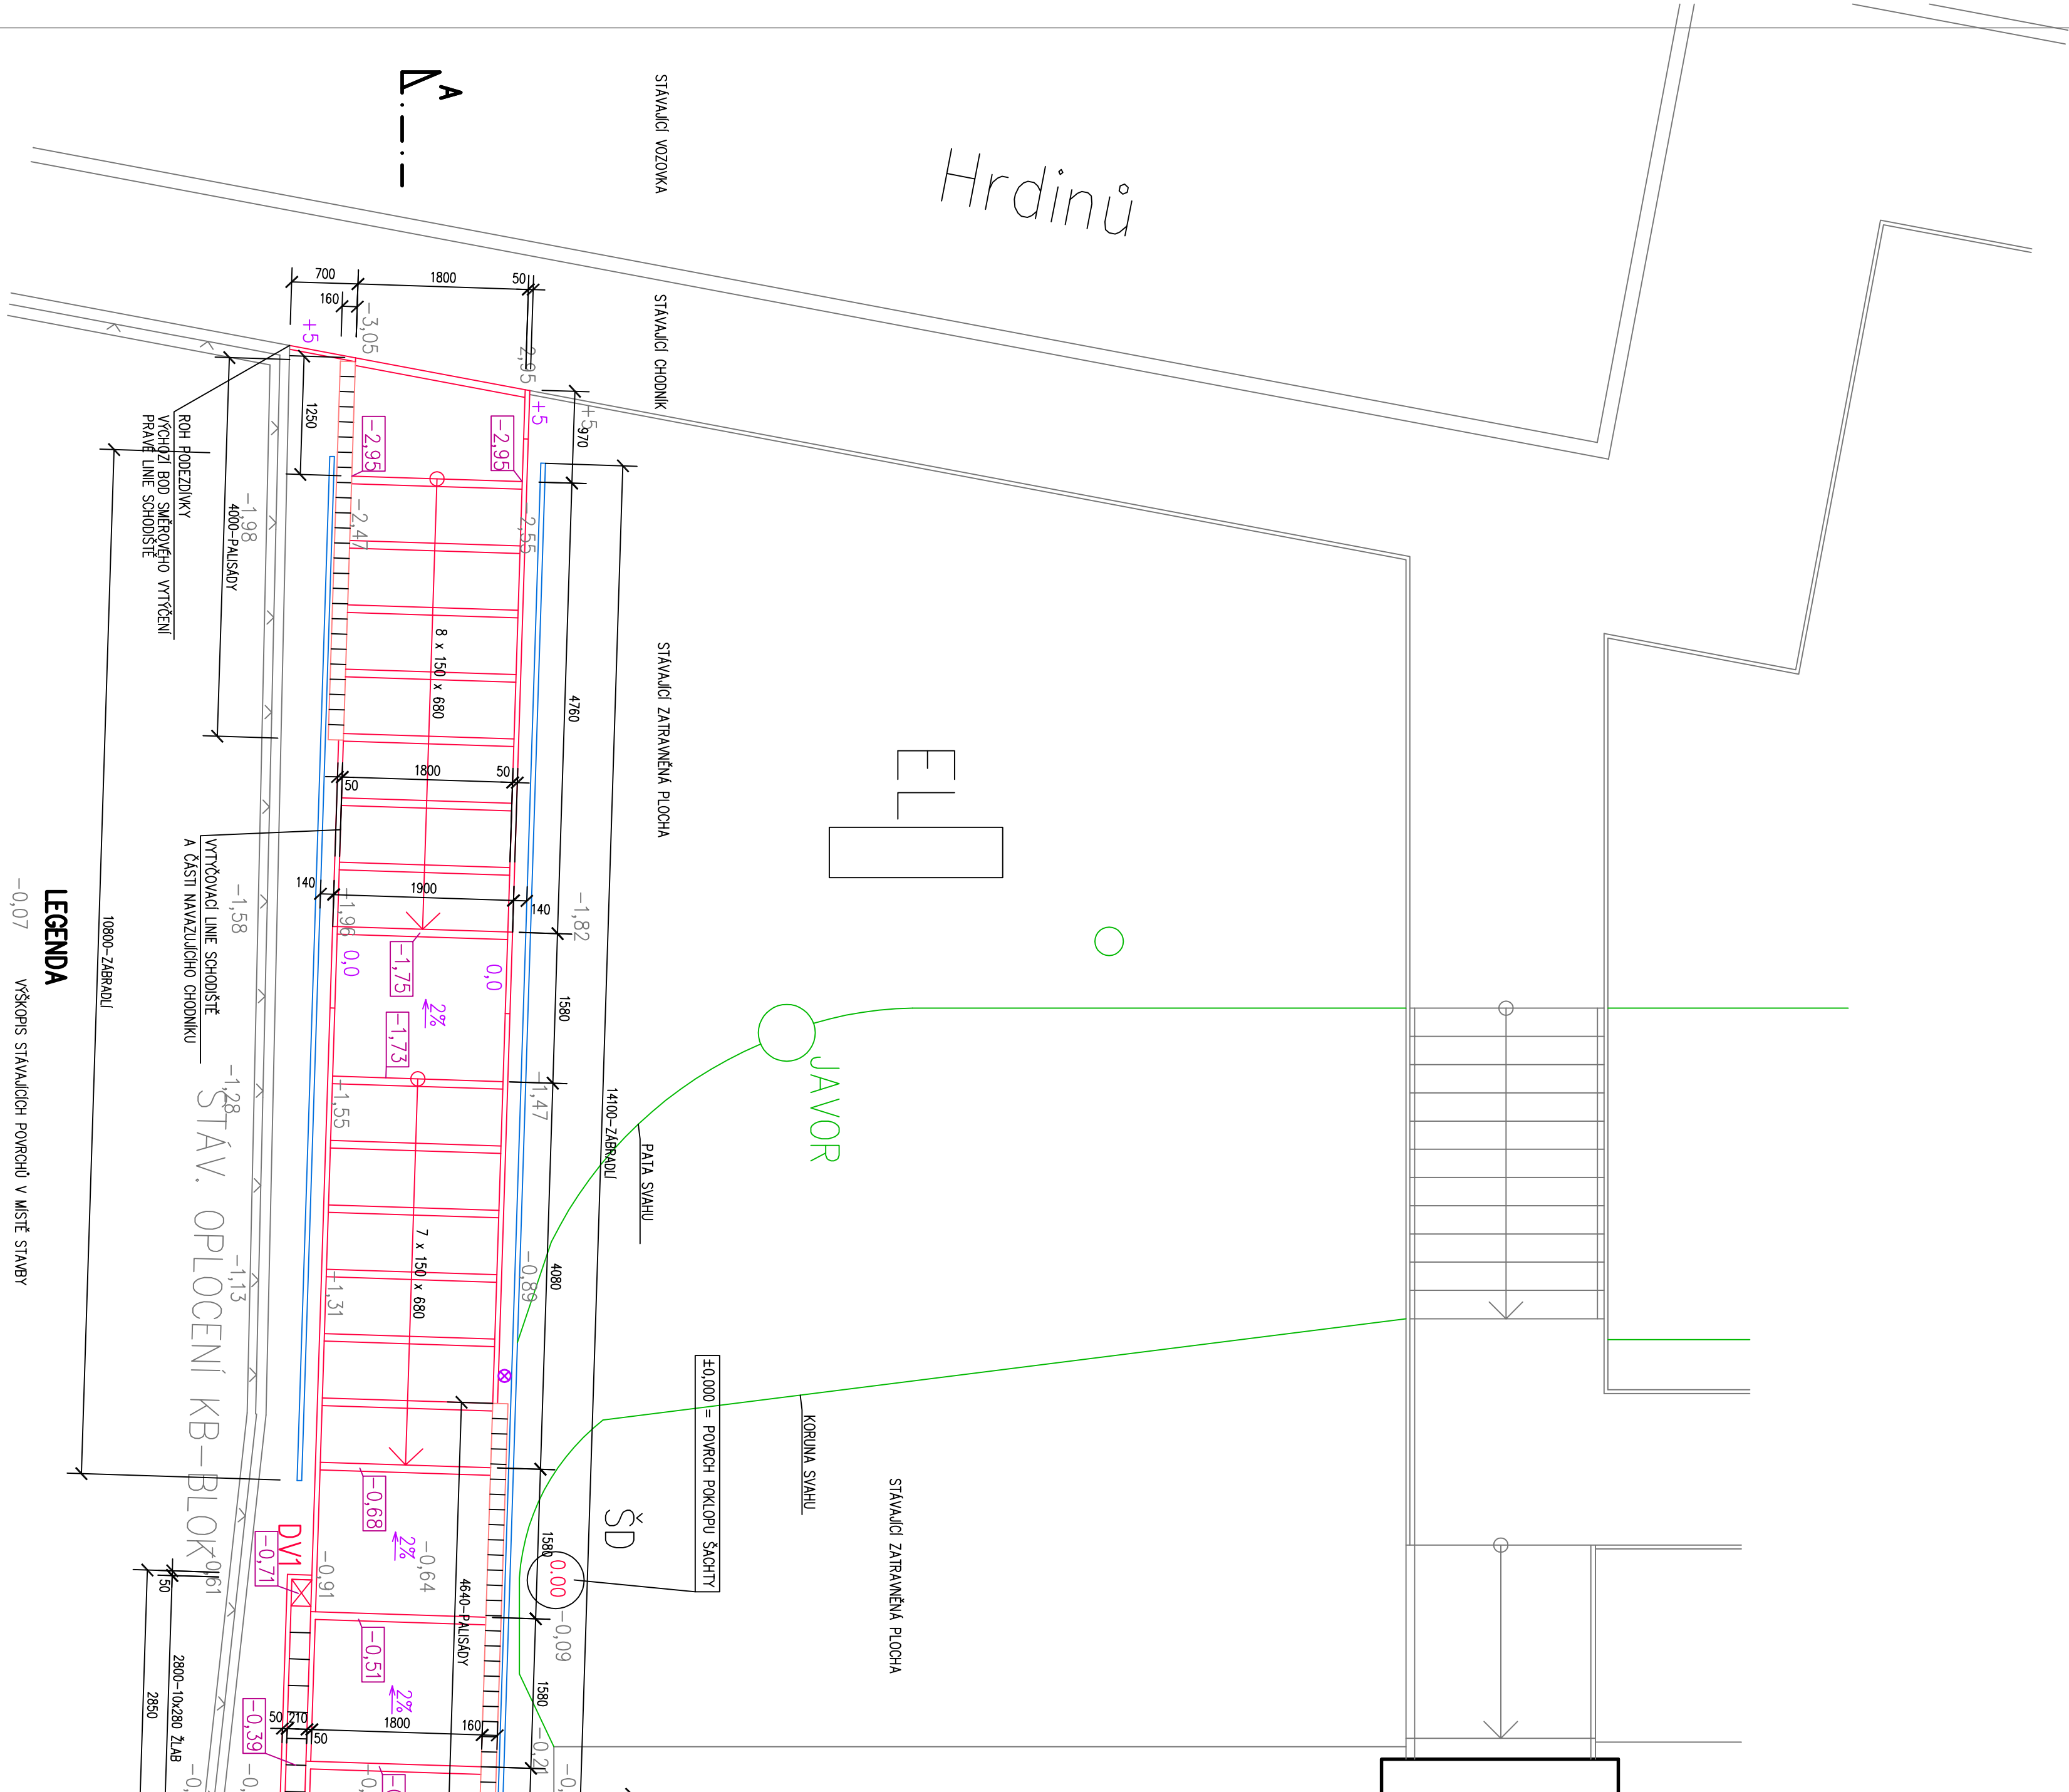 A
STÁVAJÍCÍ VOZOVKA
Hrdinů
STÁVAJÍCÍ CHODNÍK
700
1800
50
160
+5
-3,05
2,95
+5
+5
970
1250
-2,95
-2,95
ROH PODEZDÍVKY
VÝCHOZÍ BOD SMĚROVÉHO VYTÝČENÍ
PRAVÉ LINIE SCHODIŠTĚ
-1,98
4000-PALISÁDY
-2,47
-2,55
8 x 150 x 680
4760
STÁVAJÍCÍ ZATRAVNĚNÁ PLOCHA
EL
1800
50
50
140
1900
140
-1,96
-1,82
VYTYČOVACÍ LINIE SCHODIŠTĚ
A ČÁSTI NAVAZUJÍCÍHO CHODNÍKU
-1,58
10800-ZÁBRADLÍ
LEGENDA
-0,07
VÝŠKOPIS STÁVAJÍCÍCH POVRCHŮ V MÍSTĚ STAVBY
0,0
0,0
-1,75
2%
-1,73
1580
-1,28
-1,55
-1,47
14100-ZÁBRADLÍ
JAVOR
PATA SVAHU
STÁV. OPLOCENÍ KB-BLOK
-1,13
-1,31
7 x 150 x 680
-0,89
4080
±0,000 = POVRCH POKLOPU ŠACHTY
KORUNA SVAHU
STÁVAJÍCÍ ZATRAVNĚNÁ PLOCHA
-0,68
2%
-0,64
ŠD
1580
0.00
DV1
-0,71
-0,61
-0,91
4640-PALISÁDY
-0,09
50
2800-10x280 ŽLAB
2850
-0,51
2%
1580
-0,39
50
210
50
1800
160
-0,21